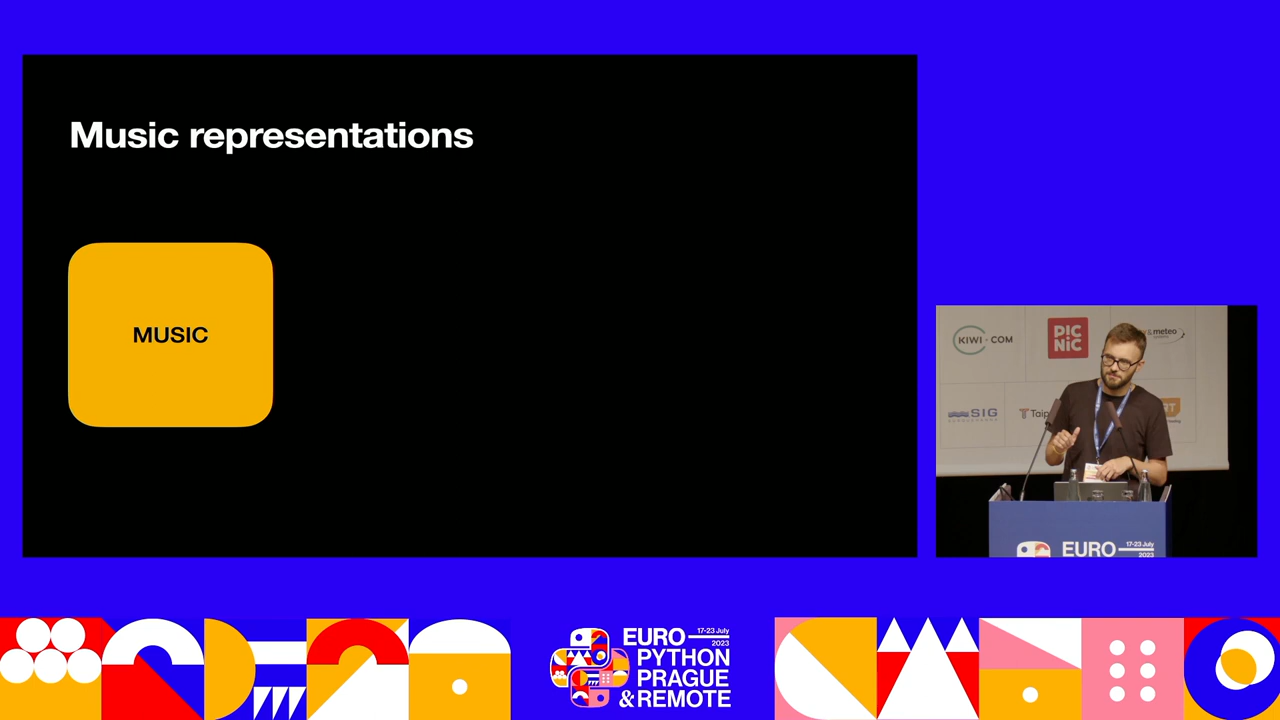 Music representations
MUSIC
KIWI.COM
PIC
NIC
& meteo
SIG
Taip
EURO
17-23 July
2023
EURO
17-23 July
2023
PYTHON
PRAGUE
& REMOTE